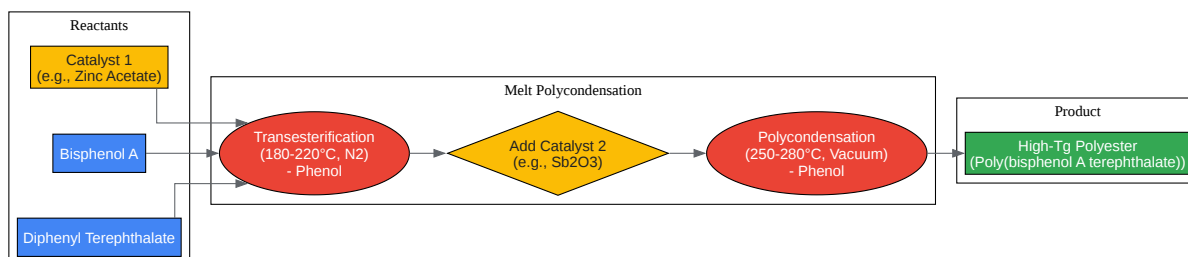 Reactants
Catalyst 1
(e.g., Zinc Acetate)
Bisphenol A
Diphenyl Terephthalate
Melt Polycondensation
Transesterification
(180-220°C, N2)
- Phenol
Add Catalyst 2
(e.g., Sb2O3)
Polycondensation
(250-280°C, Vacuum)
- Phenol
Product
High-Tg Polyester
(Poly(bisphenol A terephthalate))